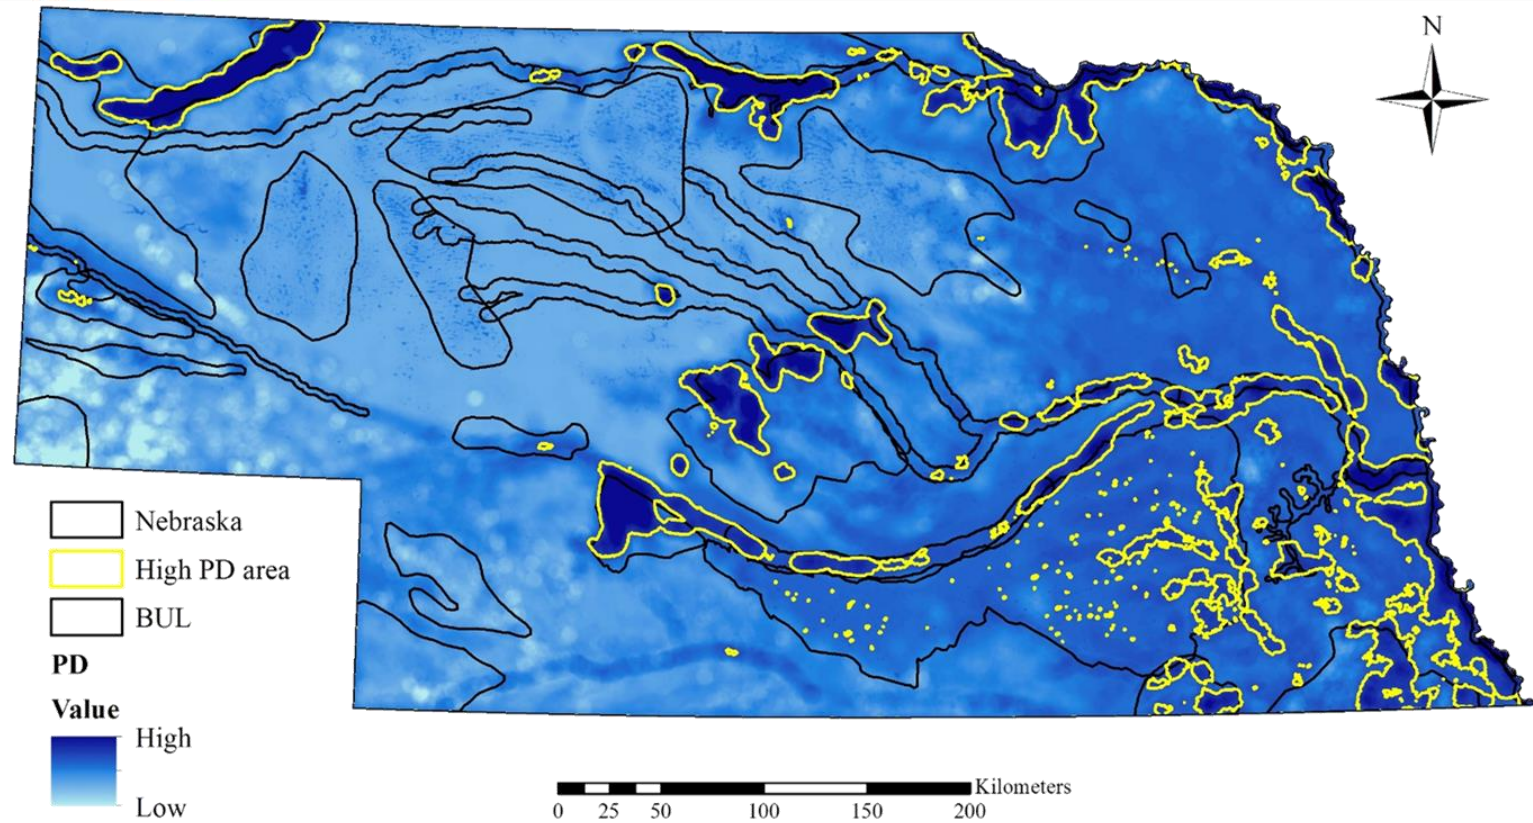 N
Nebraska
High PD area
BUL
PD
Value
High
Low
Kilometers
0 25 50 100 150 200